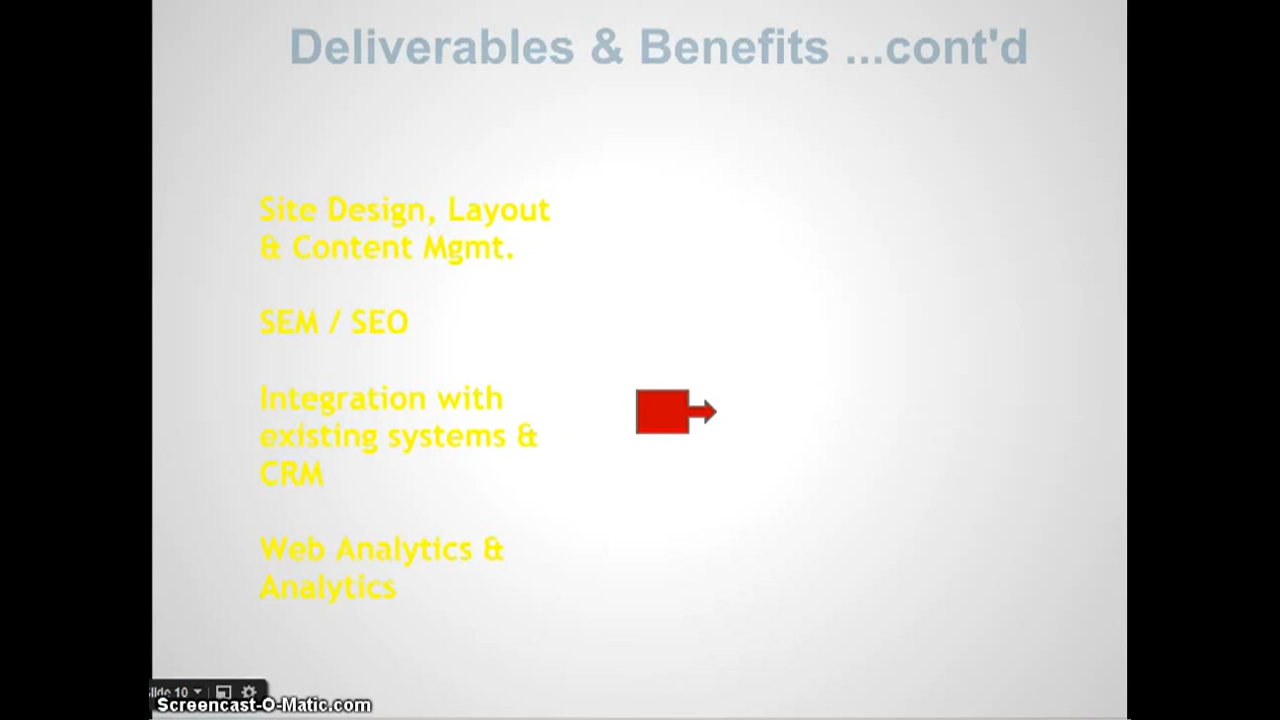 Deliverables & Benefits ...cont'd
Site Design, Layout
& Content Mgmt.
SEM / SEO
Integration with
existing systems &
CRM
Web Analytics &
Analytics
Slide 10
Screencast-O-Matic.com